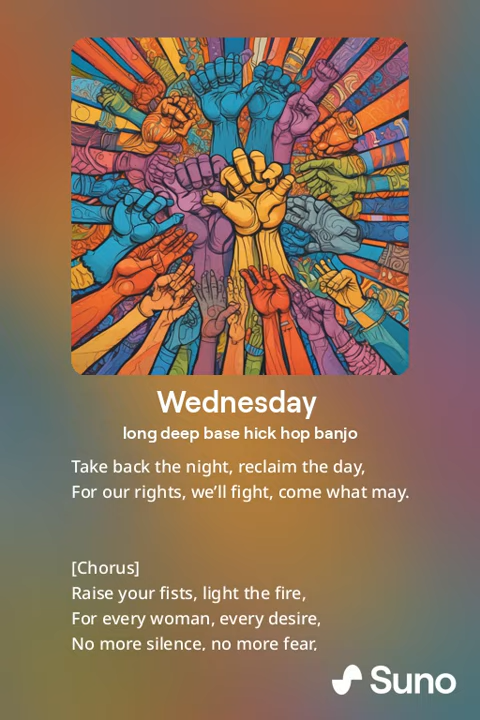 Wednesday
long deep base hick hop banjo
Take back the night, reclaim the day,
For our rights, we’ll fight, come what may.
[Chorus]
Raise your fists, light the fire,
For every woman, every desire,
No more silence, no more fear,
Suno